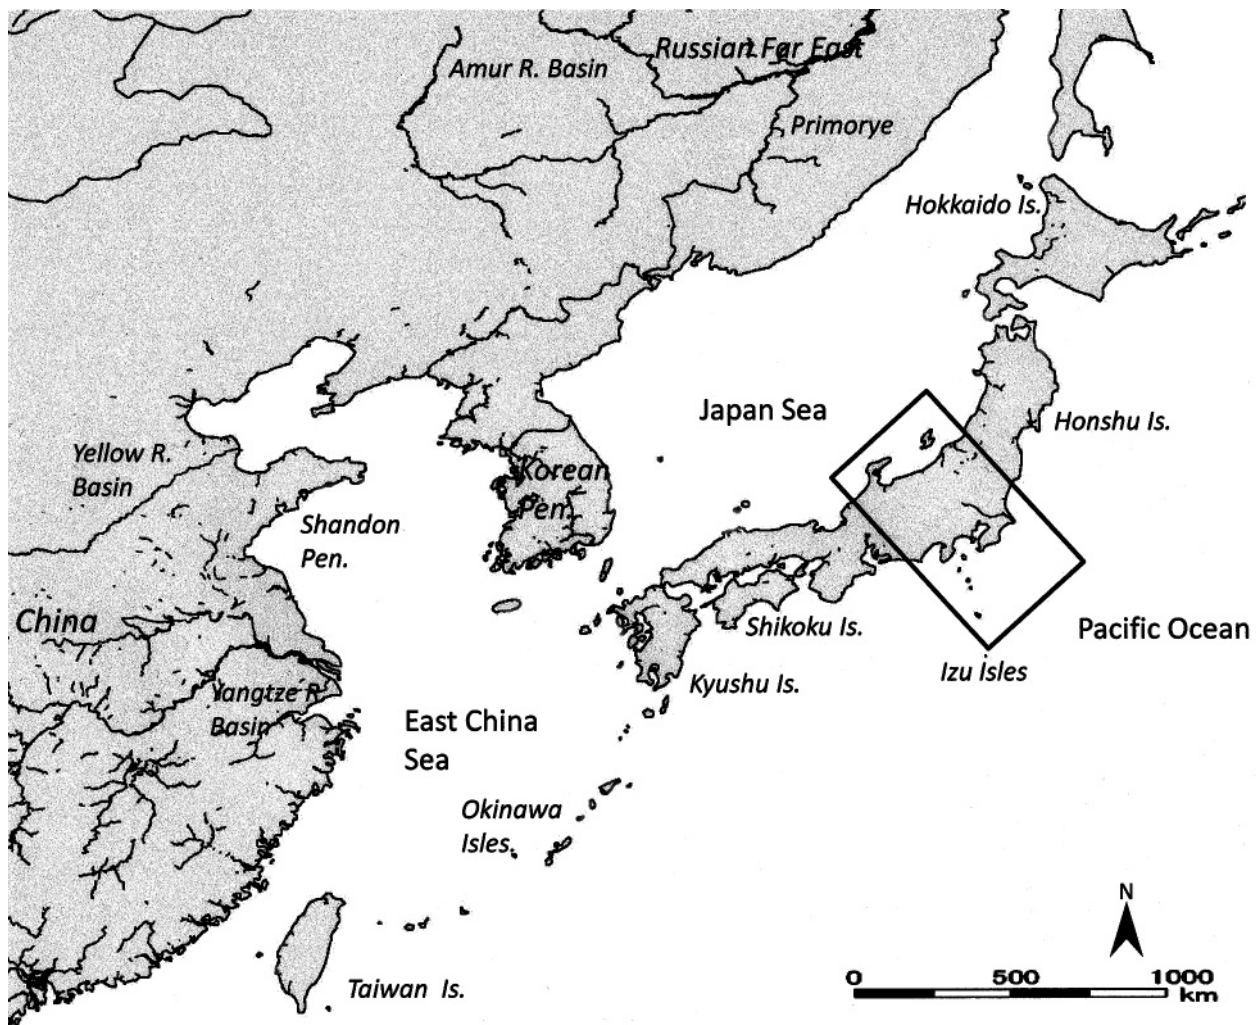 Russian Far East
Amur R. Basin
Primorye
Hokkaido Is.
Japan Sea
Honshu Is.
Yellow R.
Basin
Korean
Pen.
Shandon
Pen.
China
Shikoku Is.
Pacific Ocean
Izu Isles
Kyushu Is.
Yangtze R
Basin
East China
Sea
Okinawa
Isles.
N
0 500 1000
km
Taiwan Is.